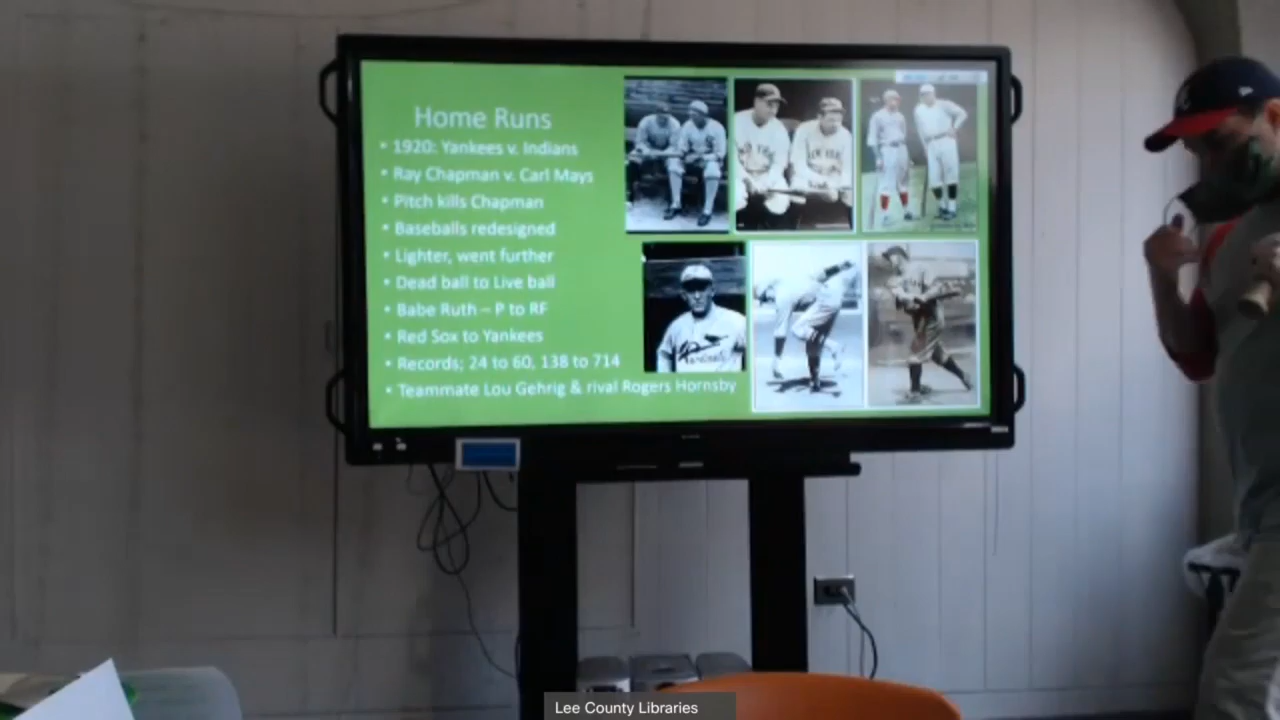 Home Runs
• 1920: Yankees v. Indians
• Ray Chapman v. Carl Mays
• Pitch kills Chapman
• Baseballs redesigned
• Lighter, went further
• Dead ball to Live ball
• Babe Ruth – P to RF
• Red Sox to Yankees
• Records; 24 to 60, 138 to 714
• Teammate Lou Gehrig & rival Rogers Hornsby
Lee County Libraries